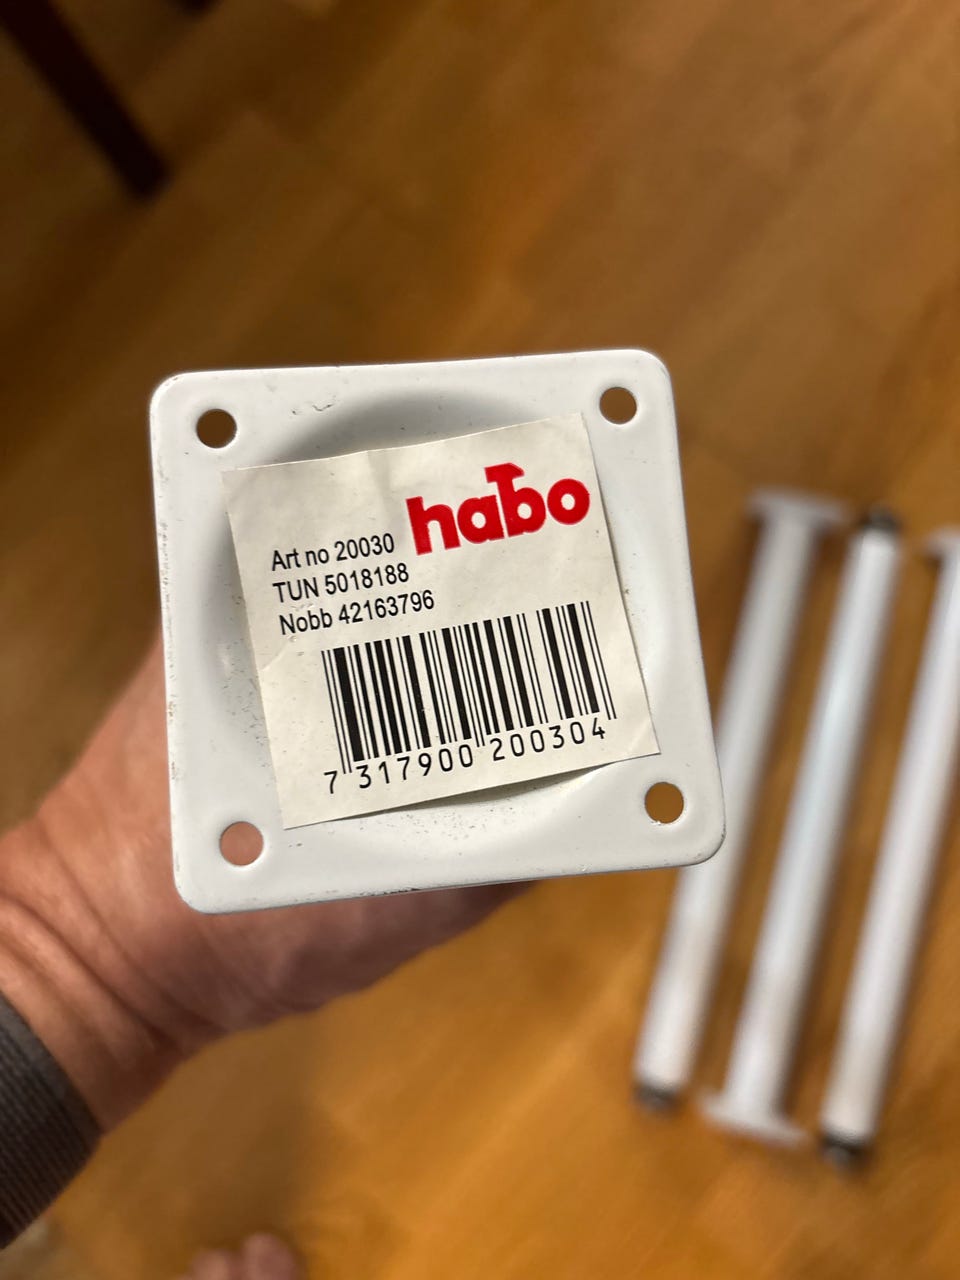 habo
Art no 20030
TUN 5018188
Nobb 42163796
7 317900 200304